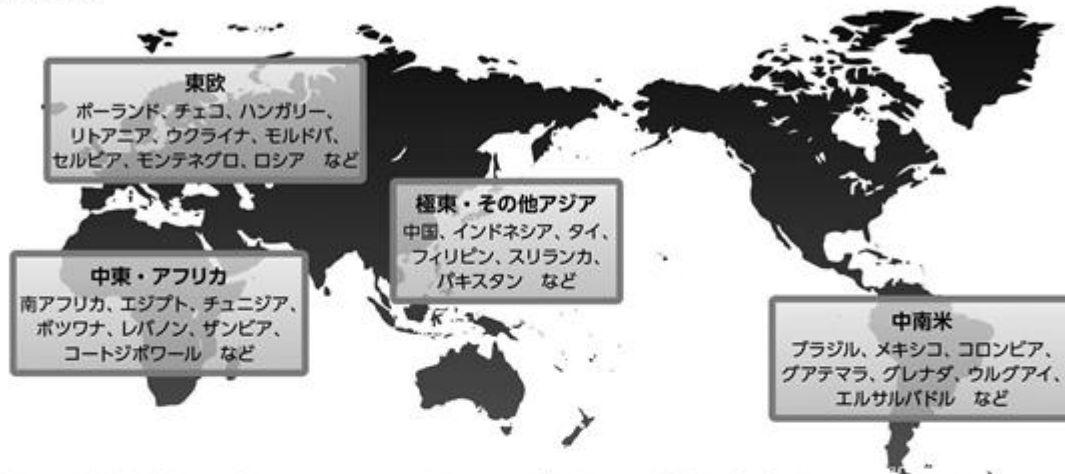 東欧
ポーランド、チェコ、ハンガリー、
リトアニア、ウクライナ、モルドバ、
セルビア、モンテネグロ、ロシア　など
極東・その他アジア
中国、インドネシア、タイ、
フィリピン、スリランカ、
パキスタン　など
中東・アフリカ
南アフリカ、エジプト、チュニジア、
ボツワナ、レバノン、ザンビア、
コートジボワール　など
中南米
ブラジル、メキシコ、コロンビア、
グアテマラ、グレナダ、ウルグアイ、
エルサルバドル　など